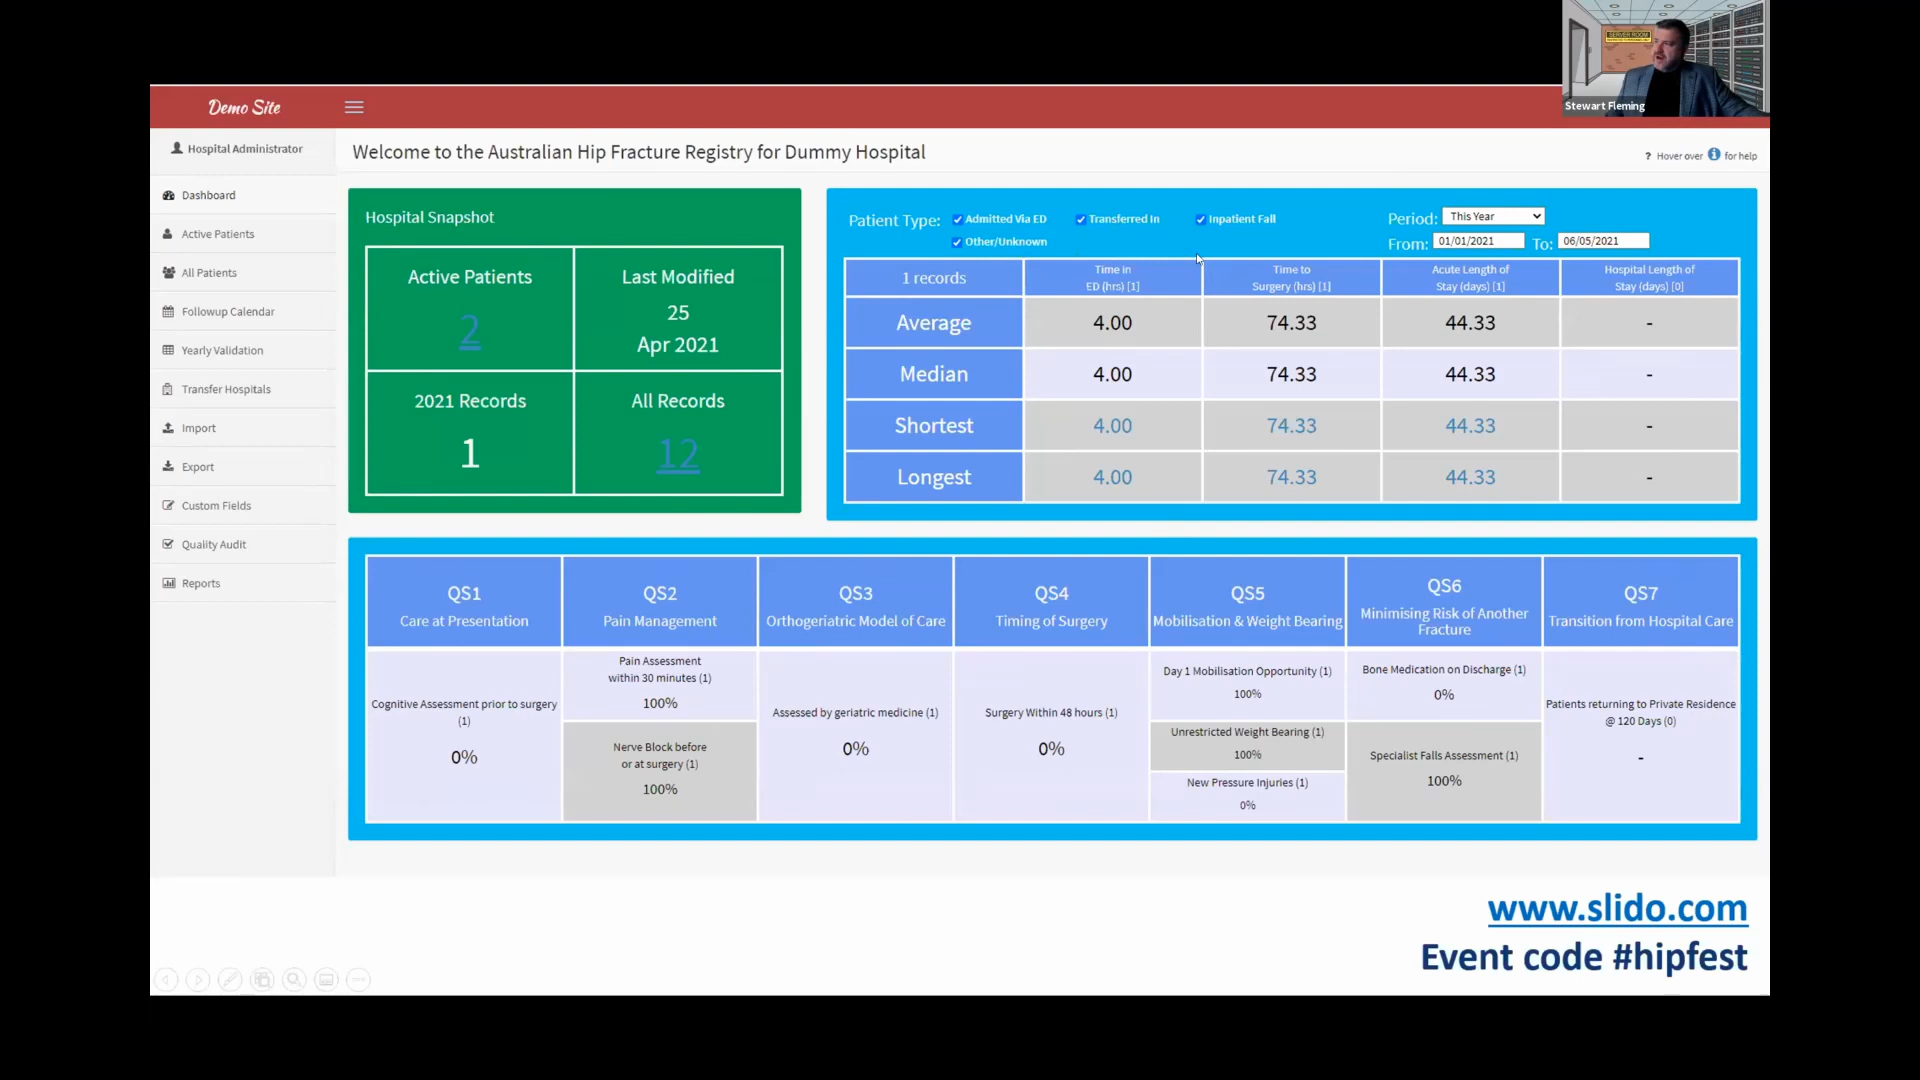 SERVER ROOM
Stewart Fleming
Demo Site
Hospital Administrator
Welcome to the Australian Hip Fracture Registry for Dummy Hospital
? Hover over i for help
Dashboard
Active Patients
All Patients
Followup Calendar
Yearly Validation
Transfer Hospitals
Import
Export
Custom Fields
Quality Audit
Reports
Hospital Snapshot
Active Patients
2
Last Modified
25
Apr 2021
2021 Records
1
All Records
12
Patient Type: Admitted Via ED Transferred In Inpatient Fall
Other/Unknown
Period: This Year
From: 01/01/2021 To: 06/05/2021
1 records
Time in
ED (hrs) [1]
Time to
Surgery (hrs) [1]
Acute Length of
Stay (days) [1]
Hospital Length of
Stay (days) [0]
Average 4.00 74.33 44.33 -
Median 4.00 74.33 44.33 -
Shortest 4.00 74.33 44.33 -
Longest 4.00 74.33 44.33 -
QS1
Care at Presentation
Cognitive Assessment prior to surgery
(1)
0%
QS2
Pain Management
Pain Assessment
within 30 minutes (1)
100%
Nerve Block before
or at surgery (1)
100%
QS3
Orthogeriatric Model of Care
Assessed by geriatric medicine (1)
0%
QS4
Timing of Surgery
Surgery Within 48 hours (1)
0%
QS5
Mobilisation & Weight Bearing
Day 1 Mobilisation Opportunity (1)
100%
Unrestricted Weight Bearing (1)
100%
New Pressure Injuries (1)
0%
QS6
Minimising Risk of Another
Fracture
Bone Medication on Discharge (1)
0%
Specialist Falls Assessment (1)
100%
QS7
Transition from Hospital Care
Patients returning to Private Residence
@ 120 Days (0)
-
www.slido.com
Event code #hipfest